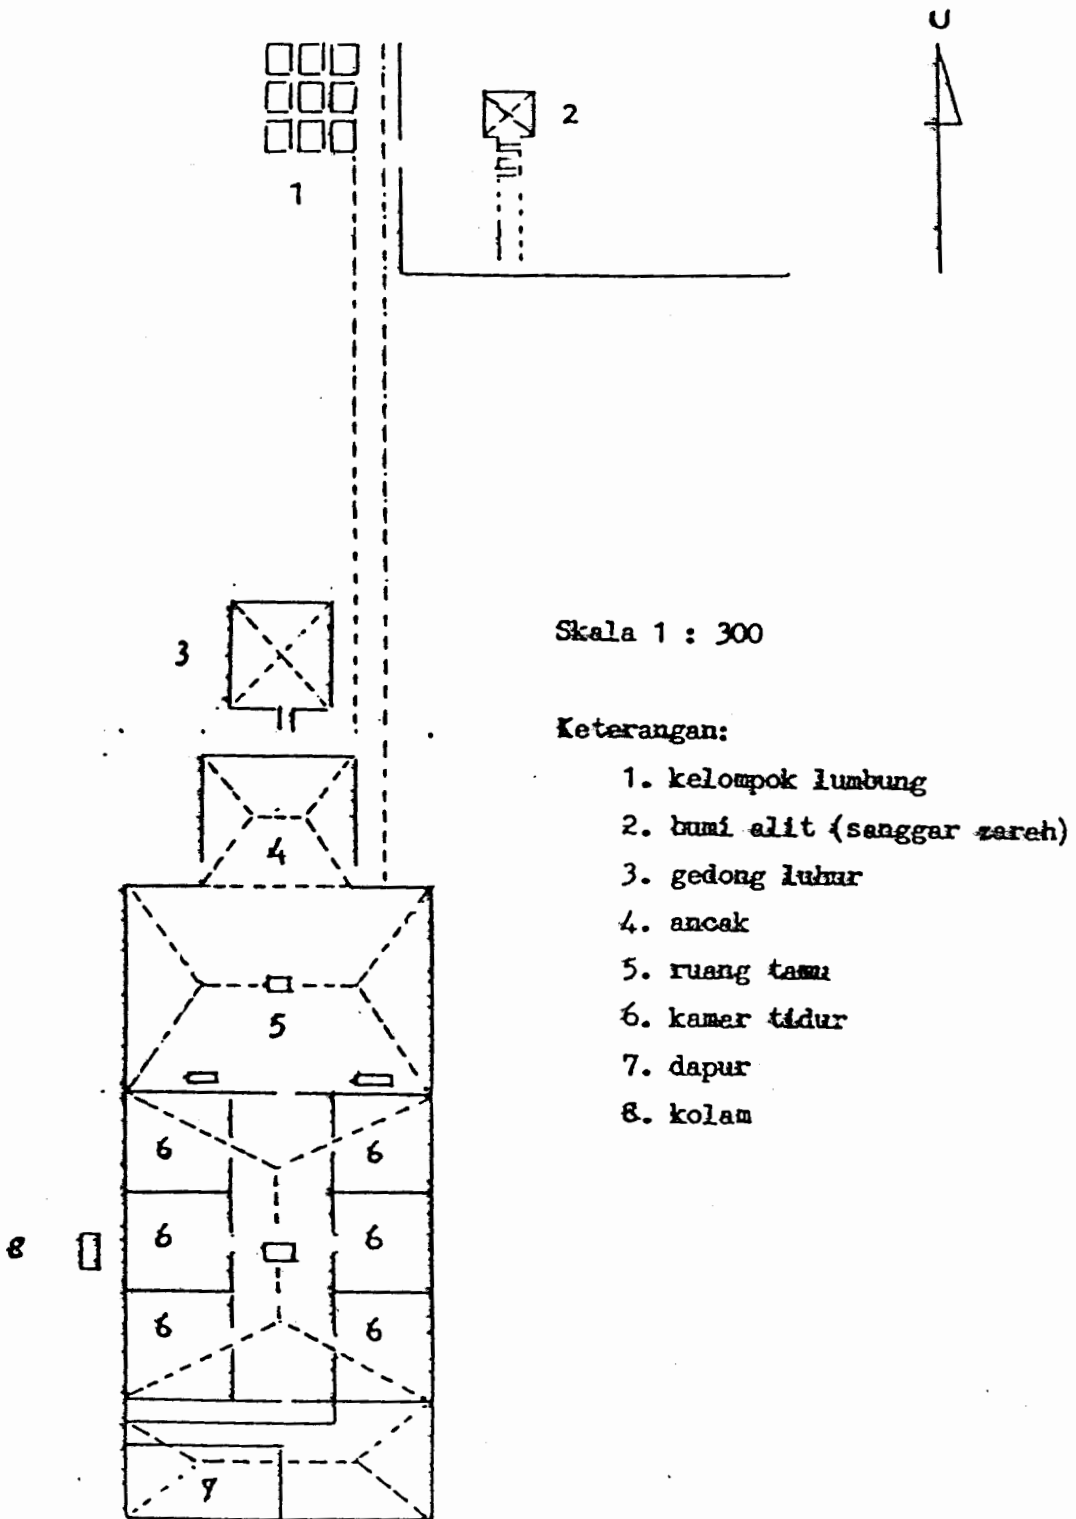 U
1
2
3
Skala 1 : 300
Keterangan:
1. kelompok lumbung
2. bumi alit (sanggar zareh)
3. gedong luhur
4. ancak
5. ruang tamu
6. kamar tidur
7. dapur
8. kolam
4
5
6 6
8 6 6
6 6
7